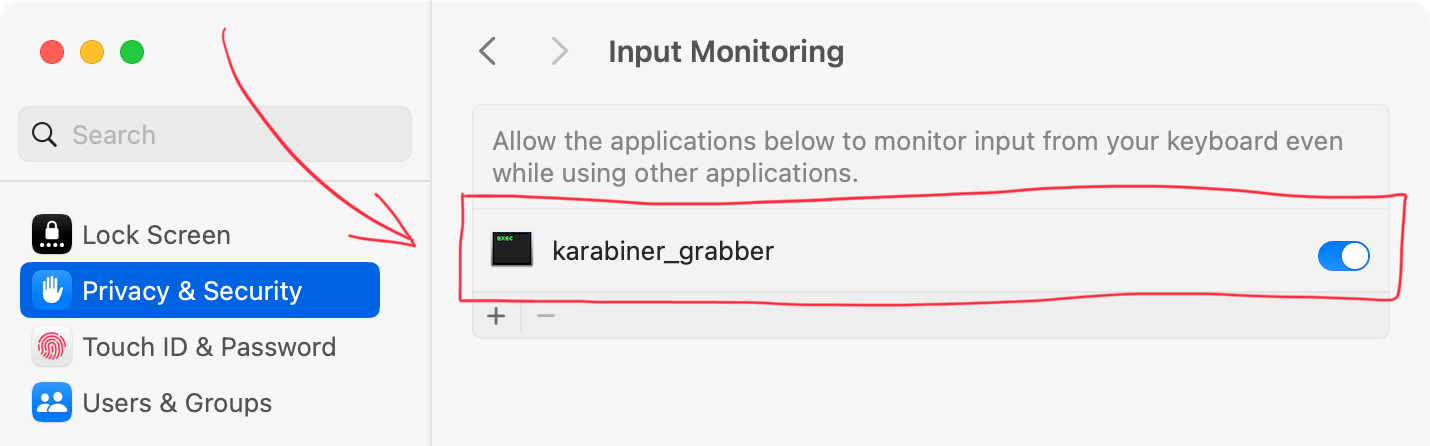 Search
Lock Screen
Privacy & Security
Touch ID & Password
Users & Groups
Input Monitoring
Allow the applications below to monitor input from your keyboard even
while using other applications.
exec
karabiner_grabber